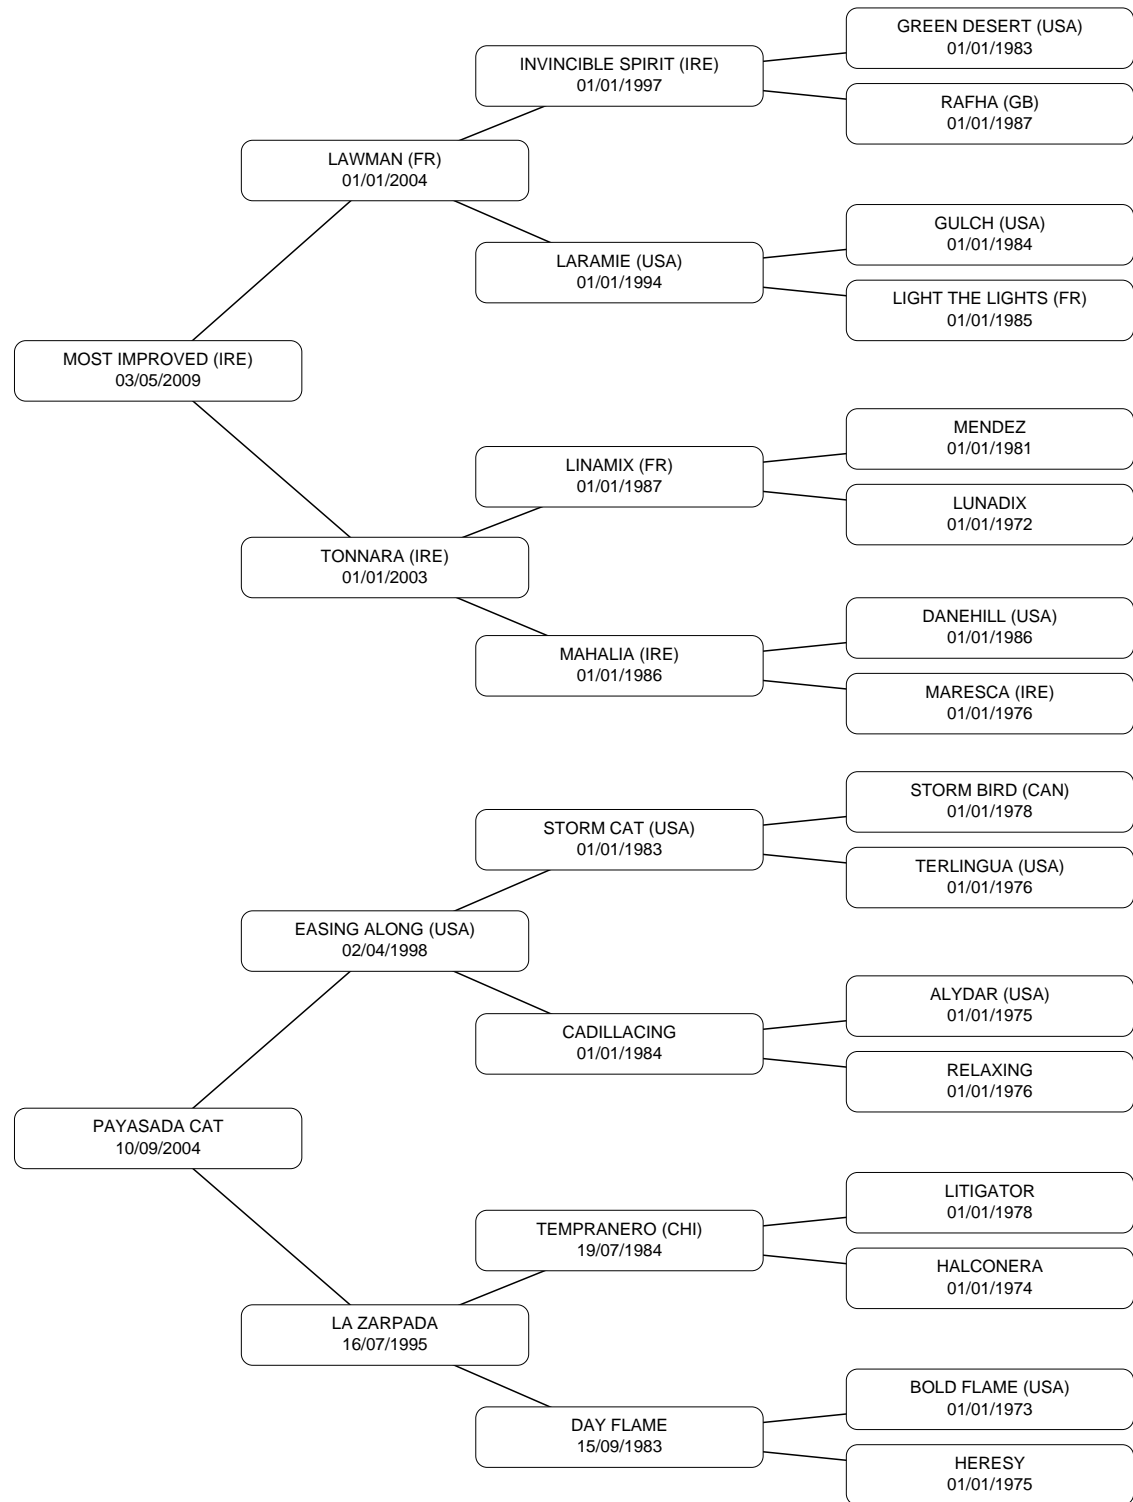 GREEN DESERT (USA)
01/01/1983
INVINCIBLE SPIRIT (IRE)
01/01/1997
RAFHA (GB)
01/01/1987
LAWMAN (FR)
01/01/2004
GULCH (USA)
01/01/1984
LARAMIE (USA)
01/01/1994
LIGHT THE LIGHTS (FR)
01/01/1985
MOST IMPROVED (IRE)
03/05/2009
MENDEZ
01/01/1981
LINAMIX (FR)
01/01/1987
LUNADIX
01/01/1972
TONNARA (IRE)
01/01/2003
DANEHILL (USA)
01/01/1986
MAHALIA (IRE)
01/01/1986
MARESCA (IRE)
01/01/1976
STORM BIRD (CAN)
01/01/1978
STORM CAT (USA)
01/01/1983
TERLINGUA (USA)
01/01/1976
EASING ALONG (USA)
02/04/1998
ALYDAR (USA)
01/01/1975
CADILLACING
01/01/1984
RELAXING
01/01/1976
PAYASADA CAT
10/09/2004
LITIGATOR
01/01/1978
TEMPRANERO (CHI)
19/07/1984
HALCONERA
01/01/1974
LA ZARPADA
16/07/1995
BOLD FLAME (USA)
01/01/1973
DAY FLAME
15/09/1983
HERESY
01/01/1975